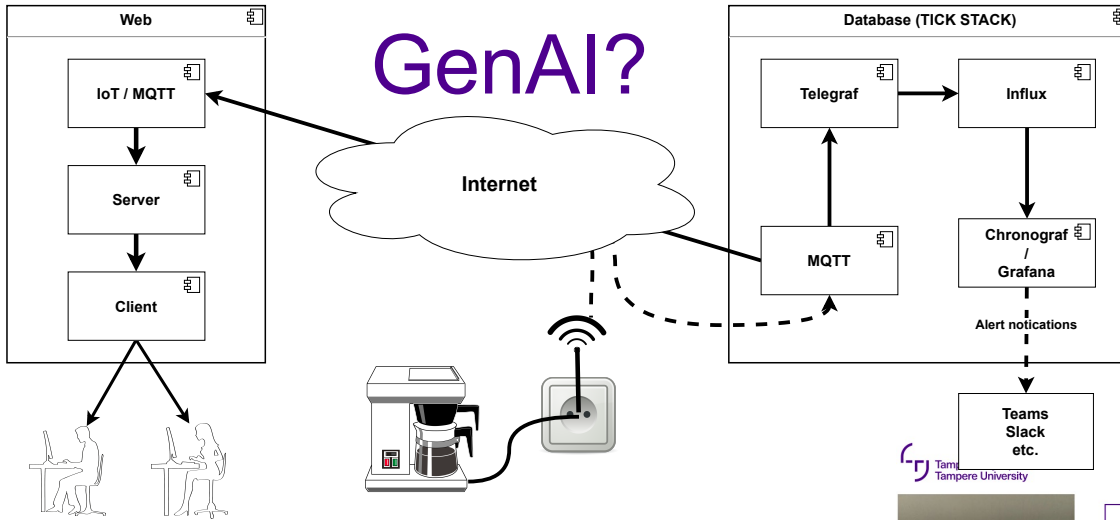 Web
Database (TICK STACK)
GenAI?
IoT / MQTT
Telegraf
Influx
Internet
Server
Chronograf
/
Grafana
MQTT
Client
Alert notications
Teams
Slack
etc.
Tampere University